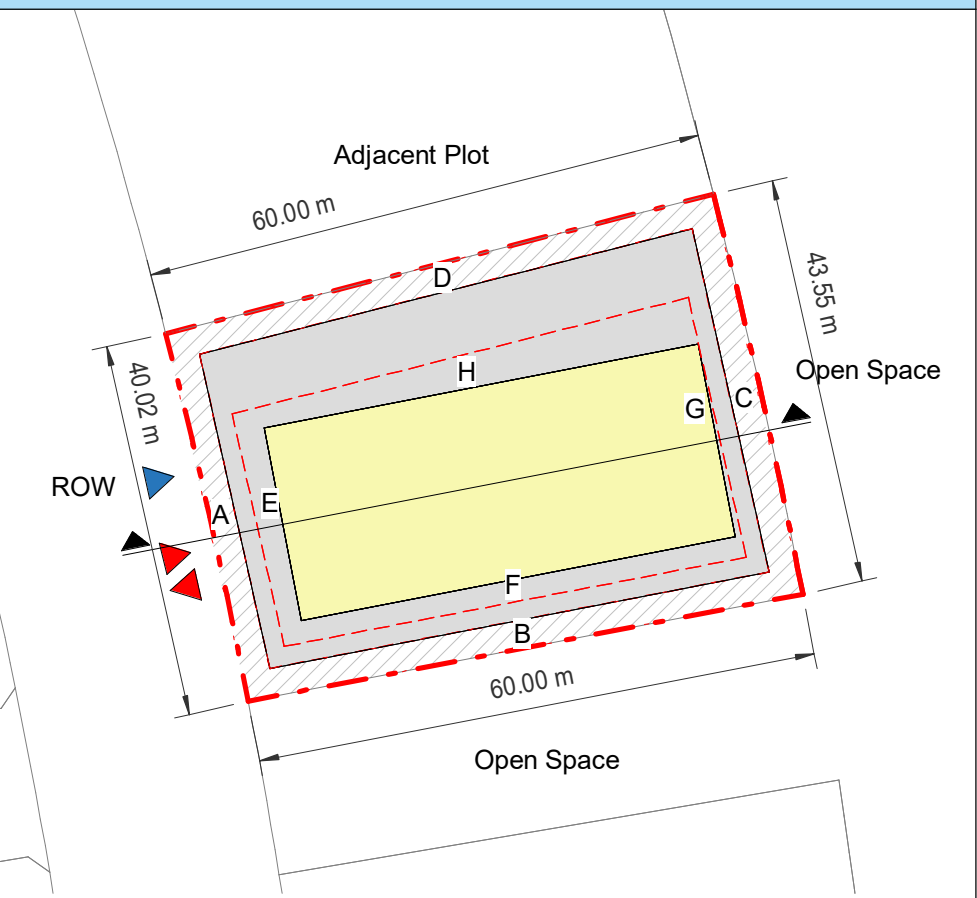 Adjacent Plot
60.00 m
D
43.55 m
40.02 m
H
Open Space
C
G
ROW
E
A
F
B
60.00 m
Open Space